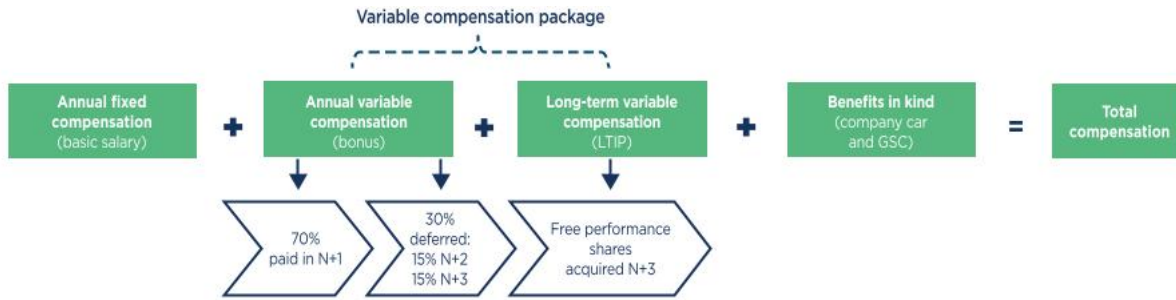 Variable compensation package
Annual fixed
compensation
(basic salary)
+
Annual variable
compensation
(bonus)
+
Long-term variable
compensation
(LTIP)
+
Benefits in kind
(company car
and GSC)
=
Total
compensation
70%
paid in N+1
30%
deferred:
15% N+2
15% N+3
Free performance
shares
acquired N+3